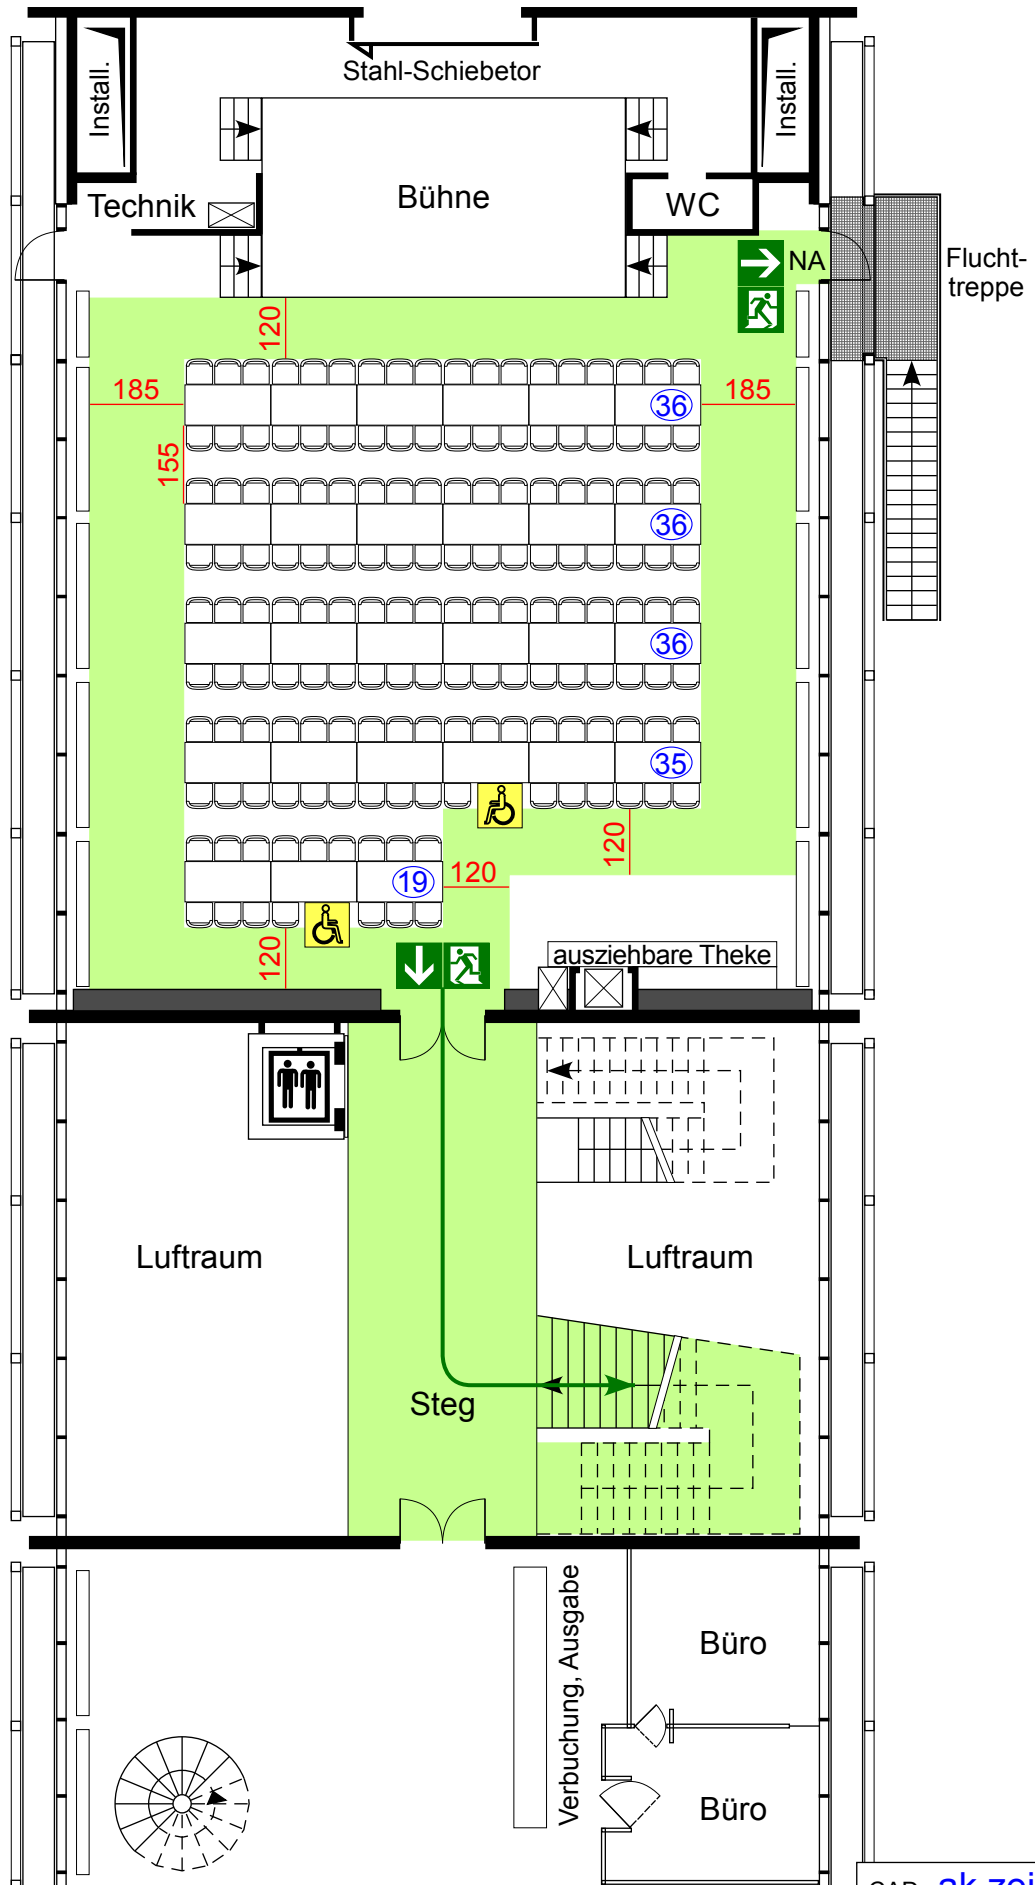 Stahl-Schiebetor
Install.
Install.
Bühne
Technik
WC
NA
Flucht-
treppe
120
185
36
185
155
36
36
35
120
19
120
120
ausziehbare Theke
Luftraum
Luftraum
Steg
Verbuchung, Ausgabe
Büro
Büro